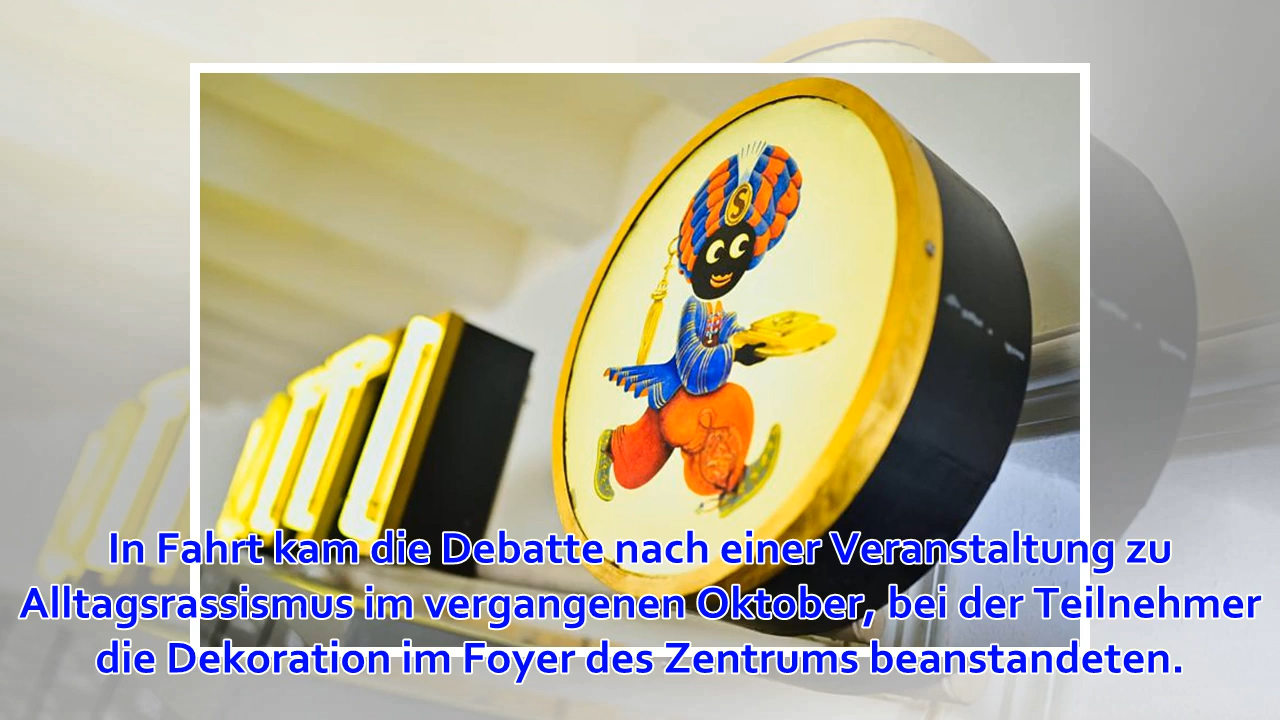 S
In Fahrt kam die Debatte nach einer Veranstaltung zu
Alltagsrassismus im vergangenen Oktober, bei der Teilnehmer
die Dekoration im Foyer des Zentrums beanstandeten.